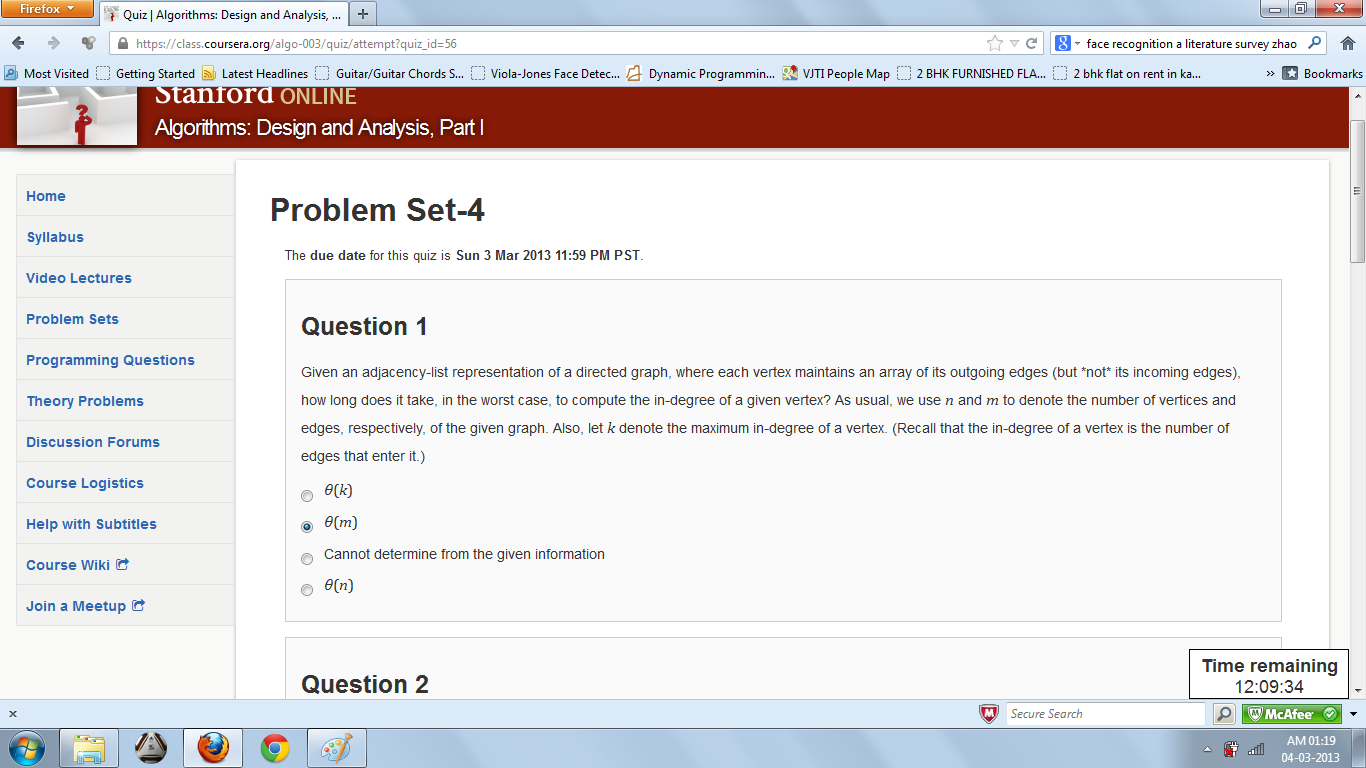 Firefox
Quiz | Algorithms: Design and Analysis, ...
https://class.coursera.org/algo-003/quiz/attempt?quiz_id=56
face recognition a literature survey zhao
Most Visited Getting Started Latest Headlines Guitar/Guitar Chords S... Viola-Jones Face Detec... Dynamic Programmin... VJTI People Map 2 BHK FURNISHED FLA... 2 bhk flat on rent in ka... » Bookmarks
Stanford ONLINE
Algorithms: Design and Analysis, Part I
Home
Syllabus
Video Lectures
Problem Sets
Programming Questions
Theory Problems
Discussion Forums
Course Logistics
Help with Subtitles
Course Wiki
Join a Meetup
Problem Set-4
The due date for this quiz is Sun 3 Mar 2013 11:59 PM PST.
Question 1
Given an adjacency-list representation of a directed graph, where each vertex maintains an array of its outgoing edges (but *not* its incoming edges),
how long does it take, in the worst case, to compute the in-degree of a given vertex? As usual, we use n and m to denote the number of vertices and
edges, respectively, of the given graph. Also, let k denote the maximum in-degree of a vertex. (Recall that the in-degree of a vertex is the number of
edges that enter it.)
θ(k)
θ(m)
Cannot determine from the given information
θ(n)
Question 2
Time remaining
12:09:34
x
Secure Search
McAfee
AM 01:19
04-03-2013